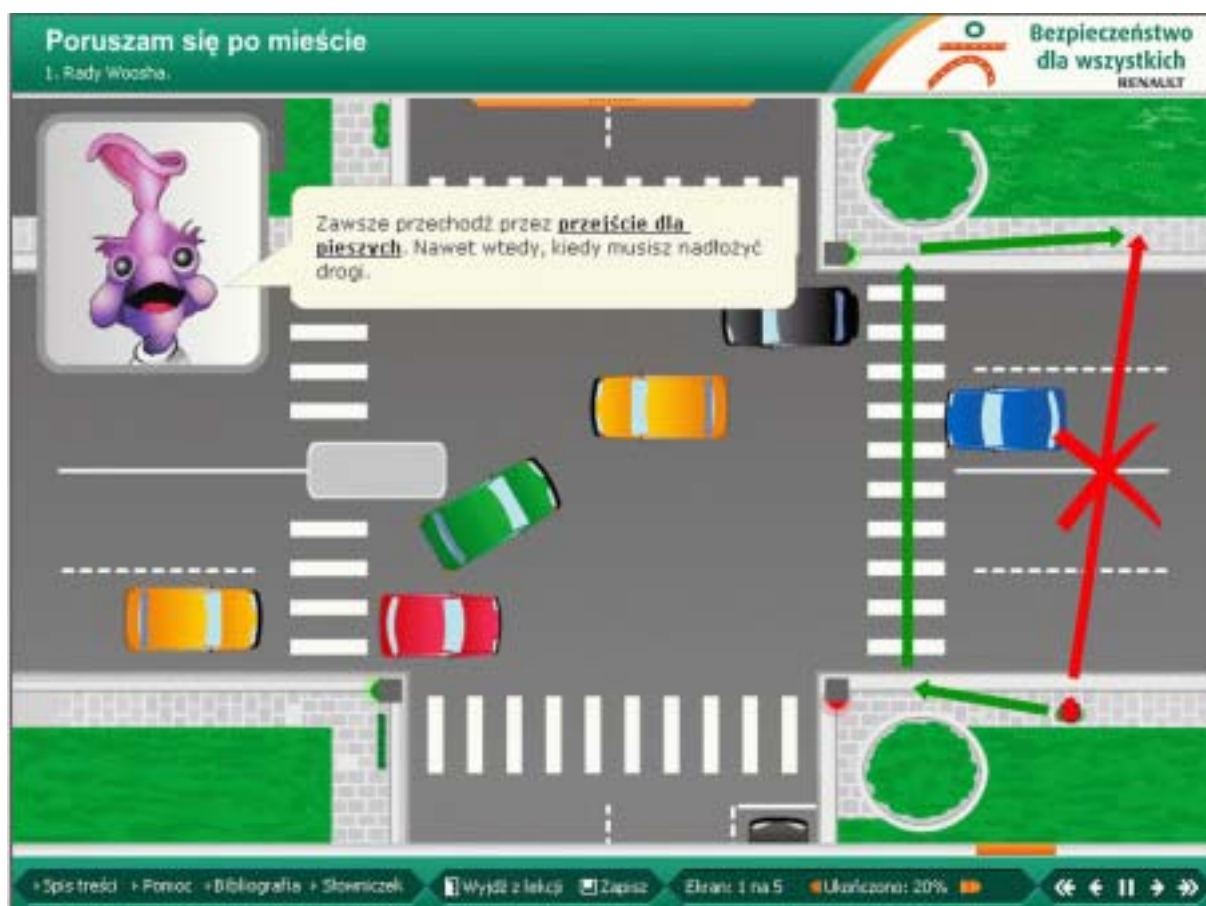 Poruszam się po mieście
1. Rady Woosha.
Bezpieczeństwo
dla wszystkich
RENAULT
Zawsze przechodź przez przejście dla
pieszych. Nawet wtedy, kiedy musisz nadłożyć
drogi.
Spis treści Pomoc Bibliografia Słowniczek Wyjdź z lekcji Zapisz Ekran: 1 na 5 Ukończono: 20%